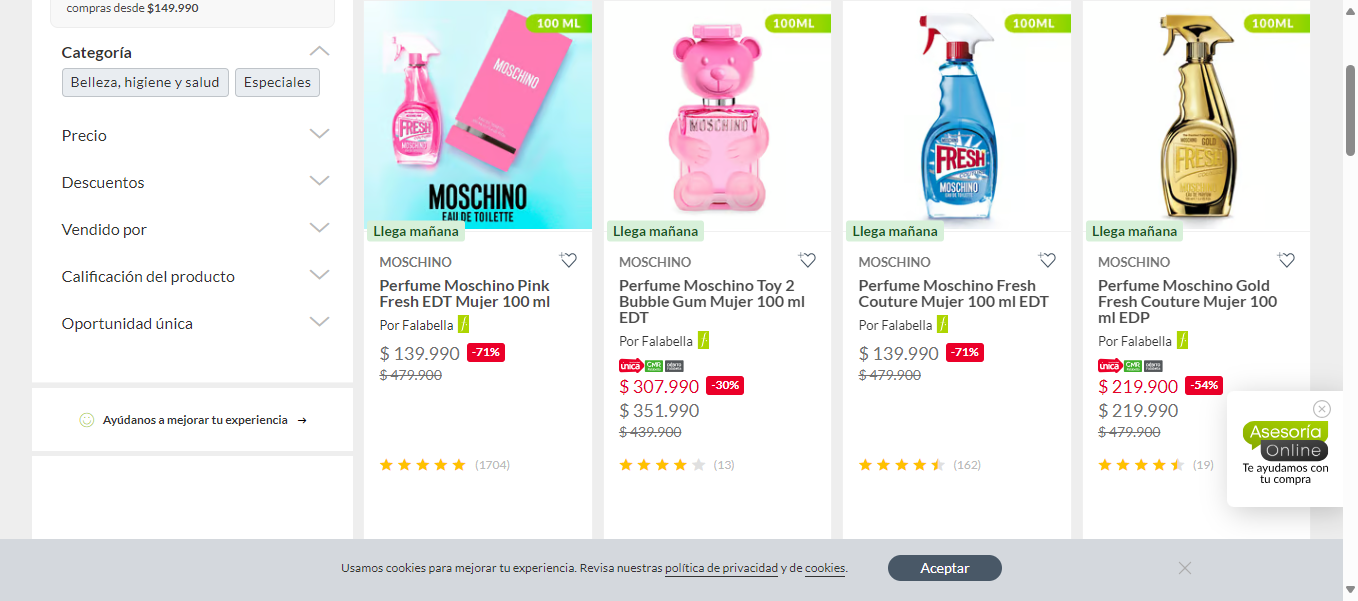 compras desde $149.990
Categoría
Belleza, higiene y salud
Especiales
Precio
Descuentos
Vendido por
Calificación del producto
Oportunidad única
Ayúdanos a mejorar tu experiencia →
100 ML
MOSCHINO
FRESH
MOSCHINO
MOSCHINO
EAU DE TOILETTE
Llega mañana
MOSCHINO
Perfume Moschino Pink
Fresh EDT Mujer 100 ml
Por Falabella
$ 139.990 -71%
$ 479.900
(1704)
100ML
MOSCHINO
Llega mañana
MOSCHINO
Perfume Moschino Toy 2
Bubble Gum Mujer 100 ml
EDT
Por Falabella
única CMR
$ 307.990 -30%
$ 351.990
$ 439.900
(13)
100ML
FRESH
COUTURE
MOSCHINO
Llega mañana
MOSCHINO
Perfume Moschino Fresh
Couture Mujer 100 ml EDT
Por Falabella
$ 139.990 -71%
$ 479.900
(162)
100ML
MOSCHINO GOLD
FRESH
MOSCHINO
Llega mañana
MOSCHINO
Perfume Moschino Gold
Fresh Couture Mujer 100
ml EDP
Por Falabella
única CMR
$ 219.900 -54%
$ 219.990
$ 479.900
(19)
Asesoría
Online
Te ayudamos con
tu compra
Usamos cookies para mejorar tu experiencia. Revisa nuestras política de privacidad y de cookies.
Aceptar